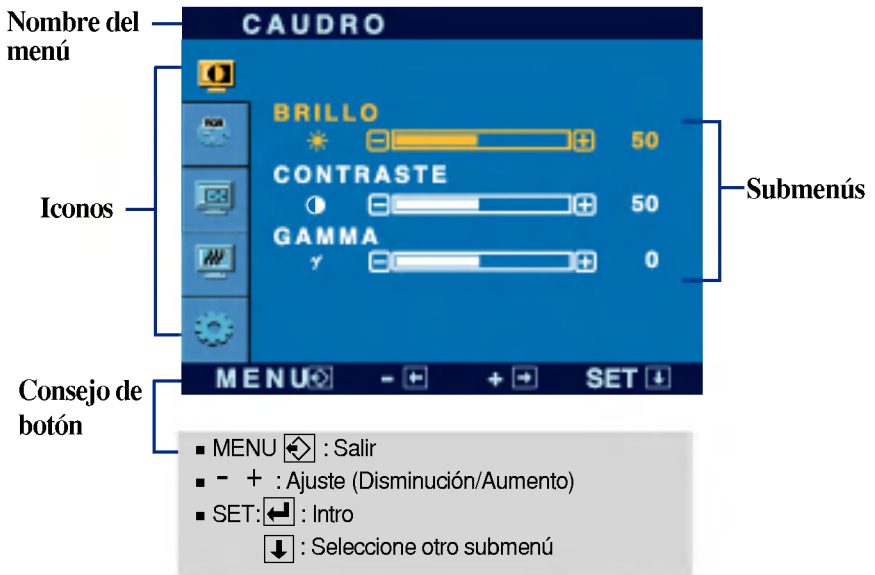 Nombre del
menú
CAUDRO
BRILLO
50
CONTRASTE
50
GAMMA
γ
0
Iconos
Submenús
MENU - + SET
Consejo de
botón
▪ MENU : Salir
▪ - + : Ajuste (Disminución/Aumento)
▪ SET: : Intro
: Seleccione otro submenú